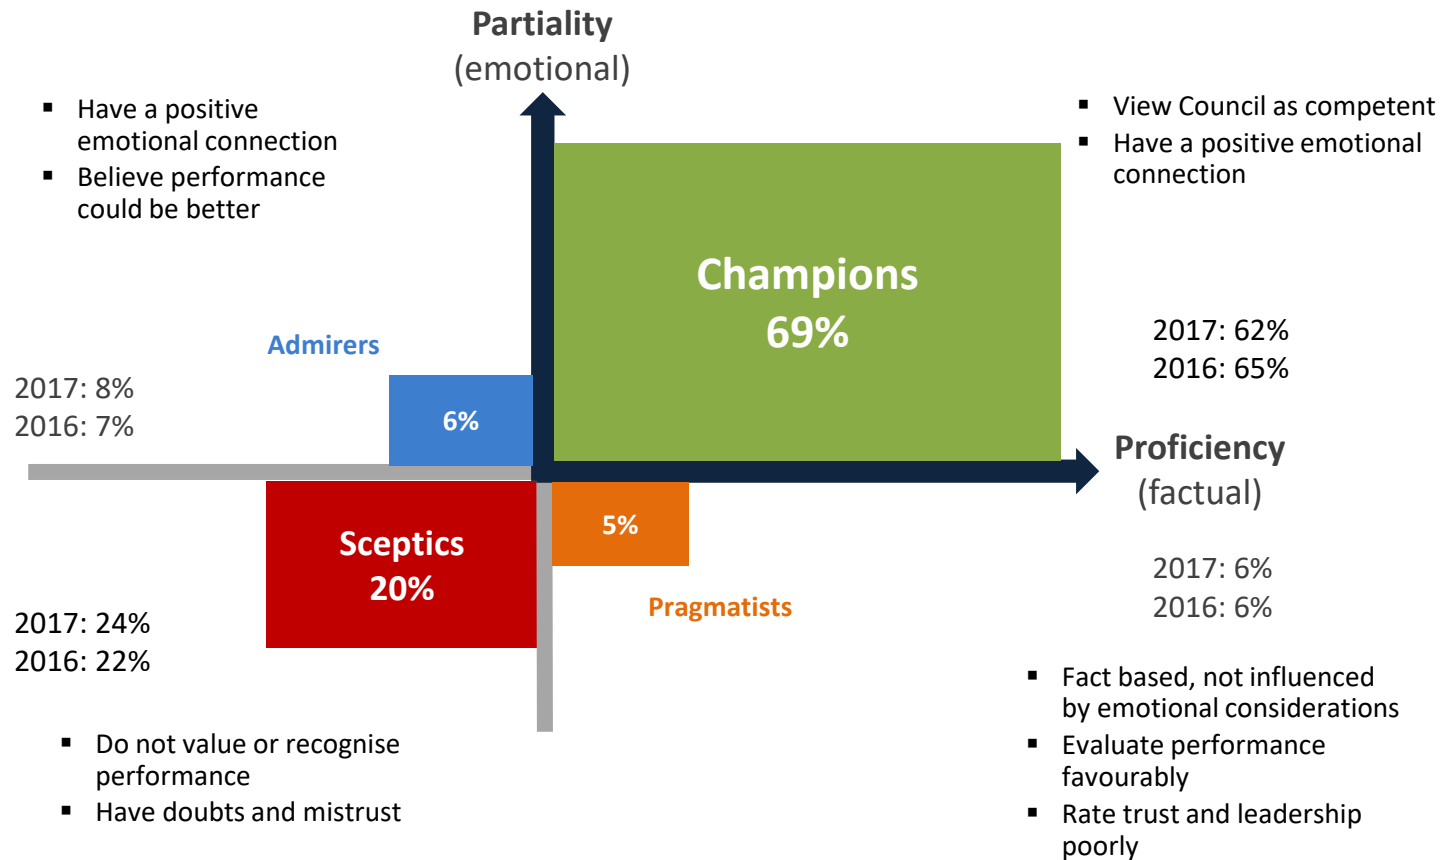 Partiality
(emotional)
▪ Have a positive
emotional connection
▪ Believe performance
could be better
▪ View Council as competent
▪ Have a positive emotional
connection
Champions
69%
2017: 62%
2016: 65%
Admirers
2017: 8%
2016: 7%
6%
Proficiency
(factual)
Sceptics
20%
5%
Pragmatists
2017: 6%
2016: 6%
2017: 24%
2016: 22%
▪ Do not value or recognise
performance
▪ Have doubts and mistrust
▪ Fact based, not influenced
by emotional considerations
▪ Evaluate performance
favourably
▪ Rate trust and leadership
poorly